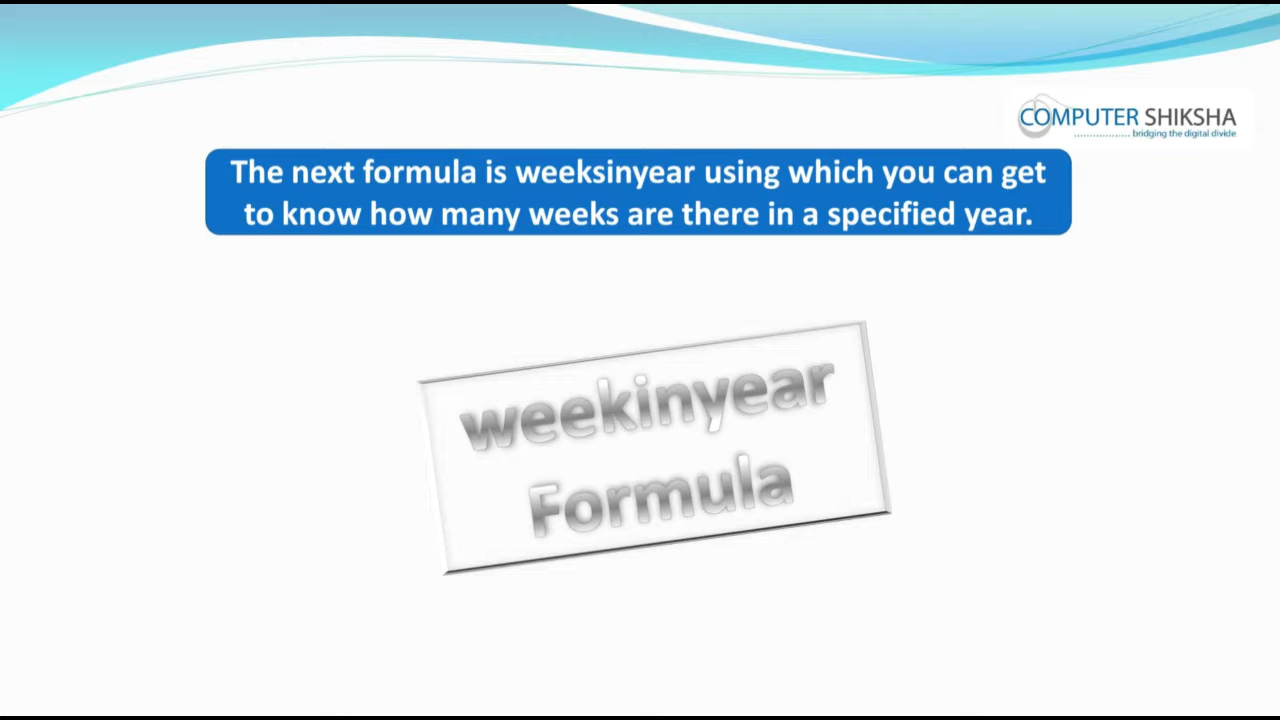 COMPUTER SHIKSHA
bridging the digital divide
The next formula is weeksinyear using which you can get
to know how many weeks are there in a specified year.
weekinyear
Formula